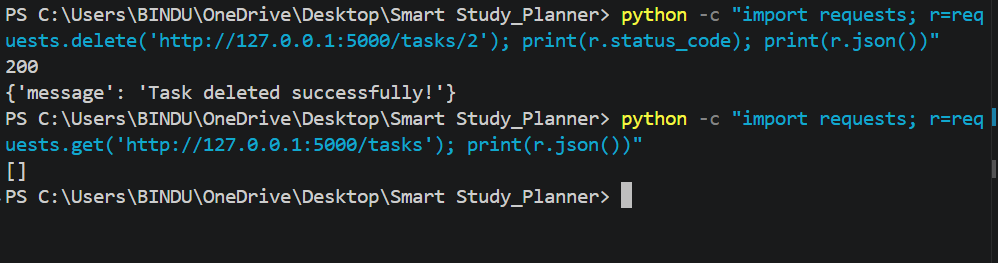 PS C:\Users\BINDU\OneDrive\Desktop\Smart Study_Planner> python -c "import requests; r=req
uests.delete('http://127.0.0.1:5000/tasks/2'); print(r.status_code); print(r.json())"
200
{'message': 'Task deleted successfully!'}
PS C:\Users\BINDU\OneDrive\Desktop\Smart Study_Planner> python -c "import requests; r=req
uests.get('http://127.0.0.1:5000/tasks'); print(r.json())"
[]
PS C:\Users\BINDU\OneDrive\Desktop\Smart Study_Planner>